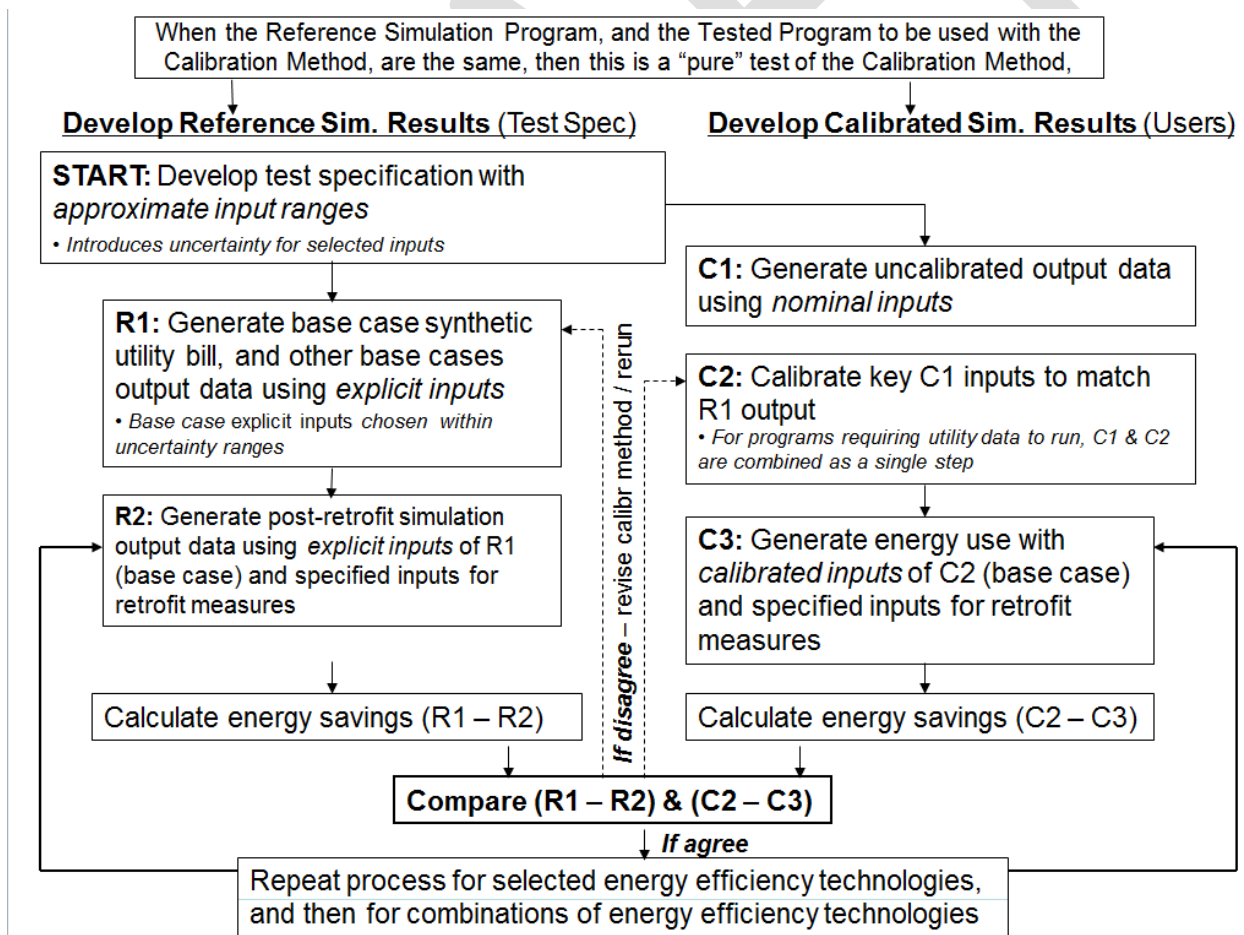 When the Reference Simulation Program, and the Tested Program to be used with the
Calibration Method, are the same, then this is a “pure” test of the Calibration Method,
Develop Reference Sim. Results (Test Spec)
Develop Calibrated Sim. Results (Users)
START: Develop test specification with
approximate input ranges
• Introduces uncertainty for selected inputs
C1: Generate uncalibrated output data
using nominal inputs
R1: Generate base case synthetic
utility bill, and other base cases
output data using explicit inputs
• Base case explicit inputs chosen within
uncertainty ranges
C2: Calibrate key C1 inputs to match
R1 output
• For programs requiring utility data to run, C1 & C2
are combined as a single step
R2: Generate post-retrofit simulation
output data using explicit inputs of R1
(base case) and specified inputs for
retrofit measures
C3: Generate energy use with
calibrated inputs of C2 (base case)
and specified inputs for retrofit
measures
If disagree – revise calibr method / rerun
Calculate energy savings (R1 – R2)
Calculate energy savings (C2 – C3)
Compare (R1 – R2) & (C2 – C3)
If agree
Repeat process for selected energy efficiency technologies,
and then for combinations of energy efficiency technologies